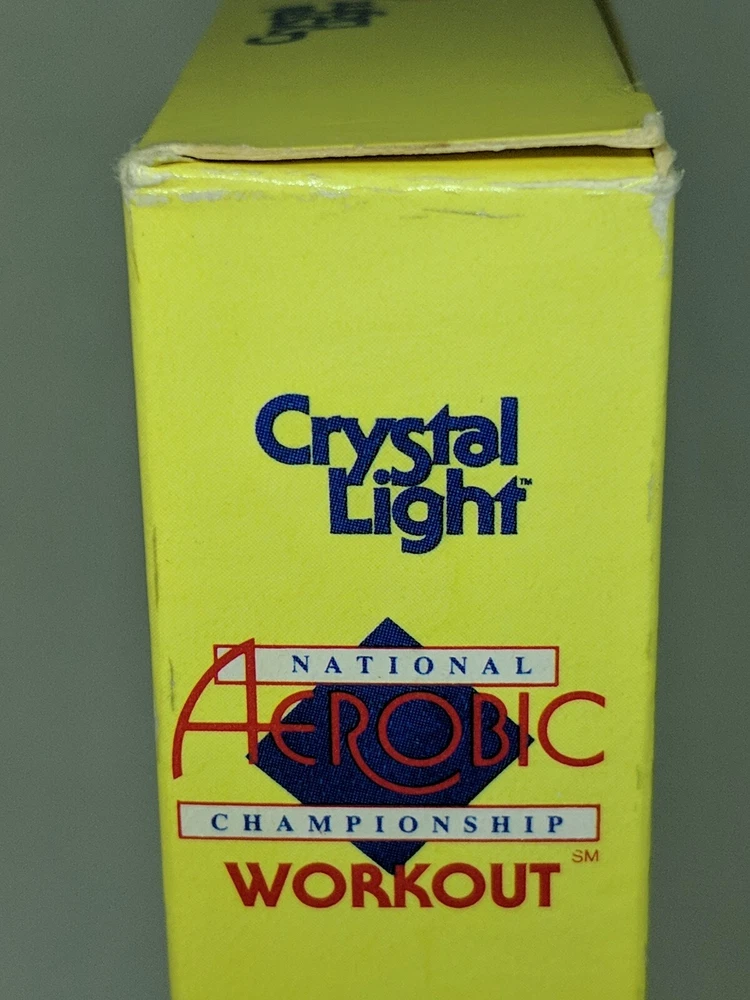 Crystal
Light™
NATIONAL
AEROBIC
CHAMPIONSHIP
WORKOUT℠